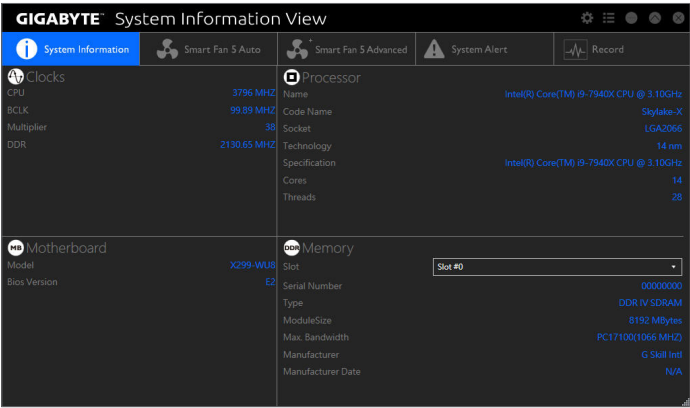 GIGABYTE™ System Information View
System Information
Smart Fan 5 Auto
Smart Fan 5 Advanced
System Alert
Record
Clocks
CPU 3796 MHZ
BCLK 99.89 MHZ
Multiplier 38
DDR 2130.65 MHZ
Processor
Name Intel(R) Core(TM) i9-7940X CPU @ 3.10GHz
Code Name Skylake-X
Socket LGA2066
Technology 14 nm
Specification Intel(R) Core(TM) i9-7940X CPU @ 3.10GHz
Cores 14
Threads 28
MB Motherboard
Model X299-WU8
Bios Version E2
DDR Memory
Slot Slot #0
Serial Number 00000000
Type DDR IV SDRAM
ModuleSize 8192 MBytes
Max. Bandwidth PC17100(1066 MHZ)
Manufacturer G Skill Intl
Manufacturer Date N/A